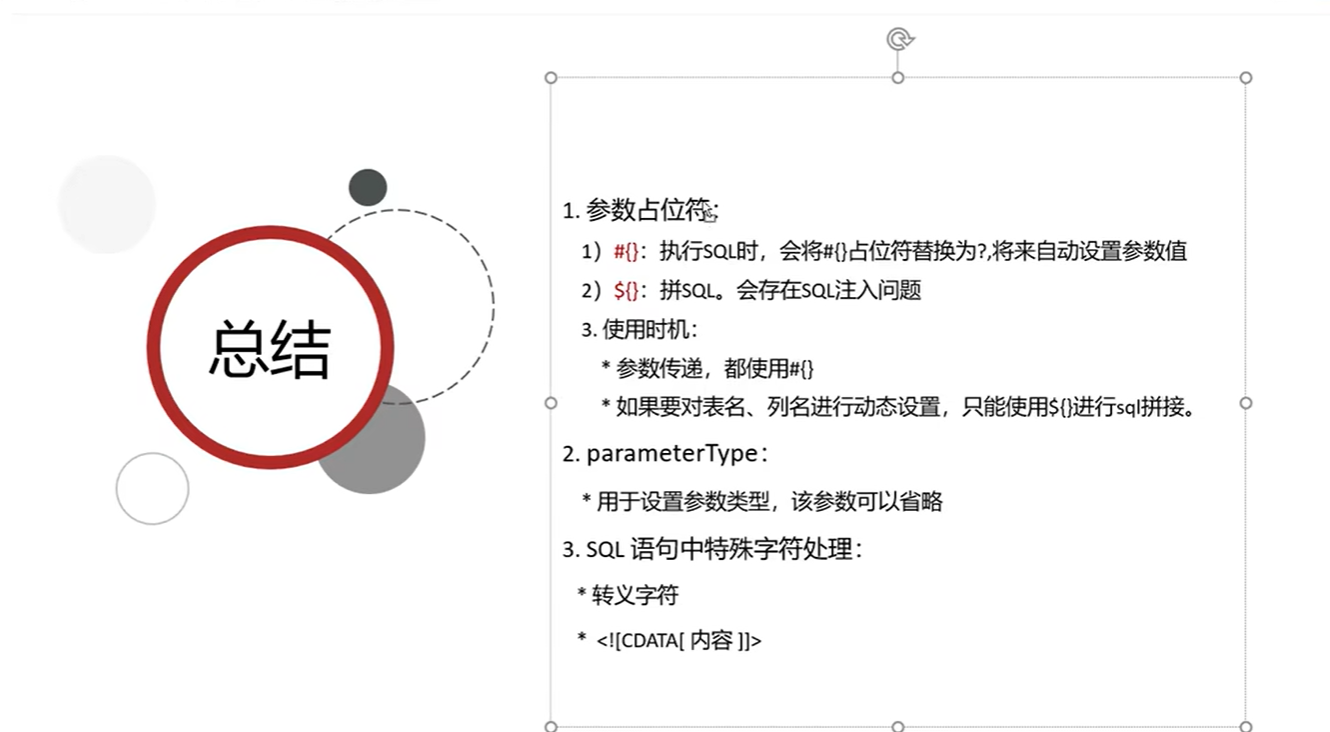 总结
1. 参数占位符：
1）#{}：执行SQL时，会将#{}占位符替换为?,将来自动设置参数值
2）${}：拼SQL。会存在SQL注入问题
3. 使用时机：
* 参数传递，都使用#{}
* 如果要对表名、列名进行动态设置，只能使用${}进行sql拼接。
2. parameterType：
* 用于设置参数类型，该参数可以省略
3. SQL 语句中特殊字符处理：
* 转义字符
* <![CDATA[ 内容 ]]>